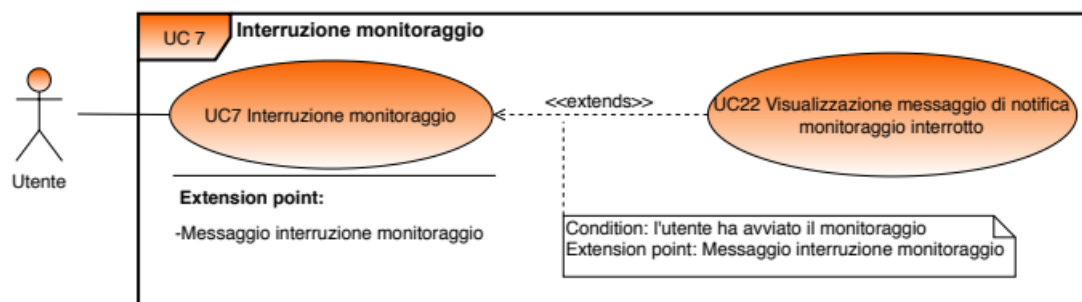 UC 7
Interruzione monitoraggio
Utente
UC7 Interruzione monitoraggio
<<extends>>
UC22 Visualizzazione messaggio di notifica
monitoraggio interrotto
Extension point:
-Messaggio interruzione monitoraggio
Condition: l'utente ha avviato il monitoraggio
Extension point: Messaggio interruzione monitoraggio